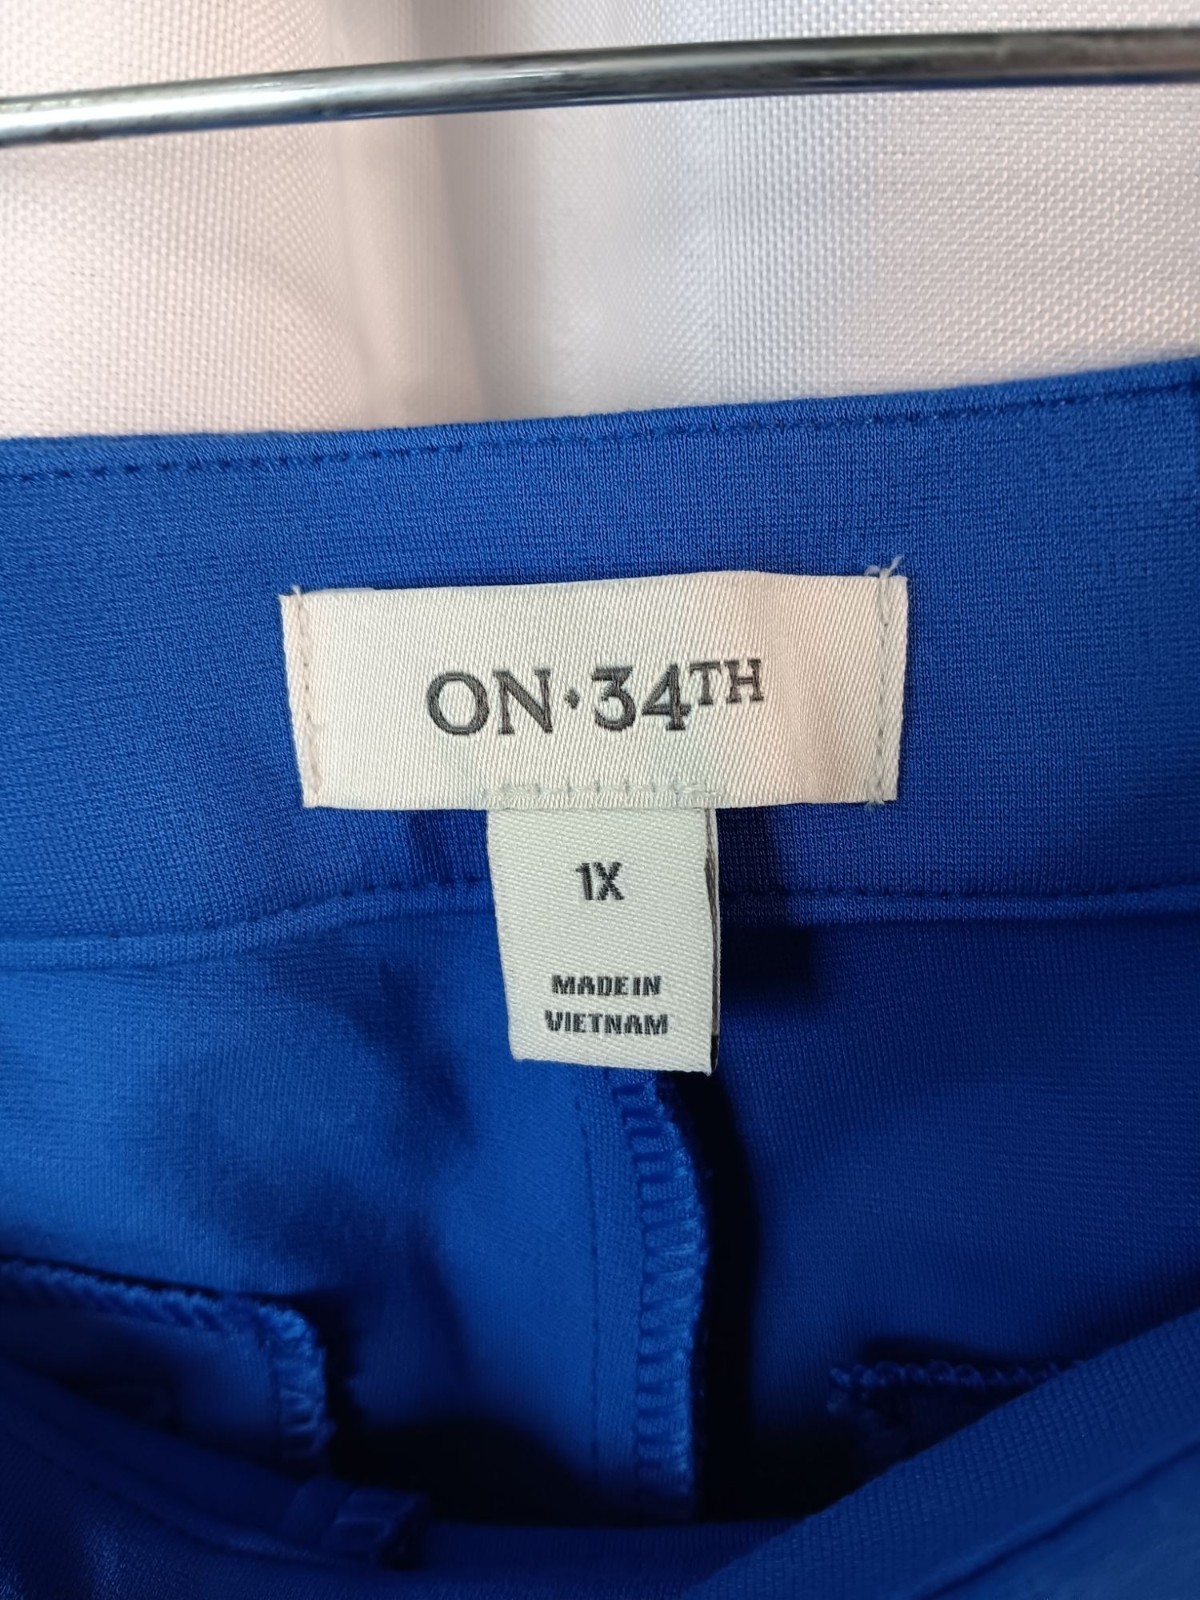 ON·34TH
1X
MADE IN
VIETNAM